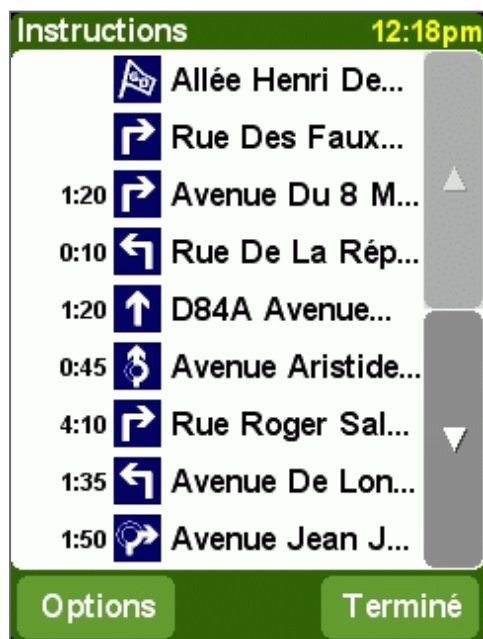 Instructions 12:18pm
Allée Henri De...
Rue Des Faux...
1:20 Avenue Du 8 M...
0:10 Rue De La Rép...
1:20 D84A Avenue...
0:45 Avenue Aristide...
4:10 Rue Roger Sal...
1:35 Avenue De Lon...
1:50 Avenue Jean J...
Options Terminé